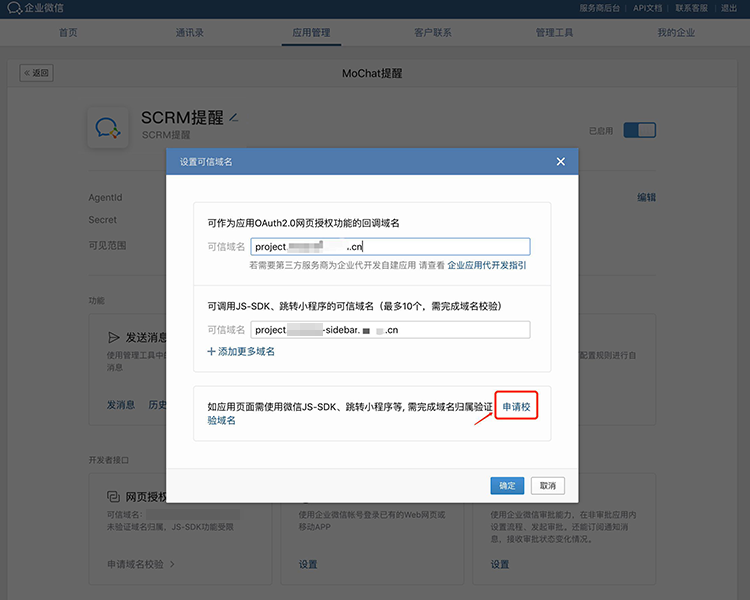 企业微信
服务商后台 API文档 联系客服 退出
首页 通讯录 应用管理 客户联系 管理工具 我的企业
« 返回 MoChat提醒
SCRM提醒
SCRM提醒
已启用
设置可信域名
AgentId 编辑
Secret
可见范围
可作为应用OAuth2.0网页授权功能的回调域名
可信域名 project. ..cn
若需要第三方服务商为企业代开发自建应用 请查看 企业应用代开发指引
可调用JS-SDK、跳转小程序的可信域名（最多10个，需完成域名校验）
可信域名 project -sidebar. .cn
+ 添加更多域名
功能
发送消息
使用管理工具中的
消息
配置规则进行自
发消息 历史
如应用页面需使用微信JS-SDK、跳转小程序等, 需完成域名归属验证 申请校
验域名
开发者接口
确定 取消
网页授权
可信域名:
未验证域名归属，JS-SDK功能受限
申请域名校验
使用企业微信帐号登录已有的Web网页或
移动APP
设置
使用企业微信审批能力，在非审批应用内
设置流程、发起审批。还能订阅通知消
息，接收审批状态变化情况。
设置